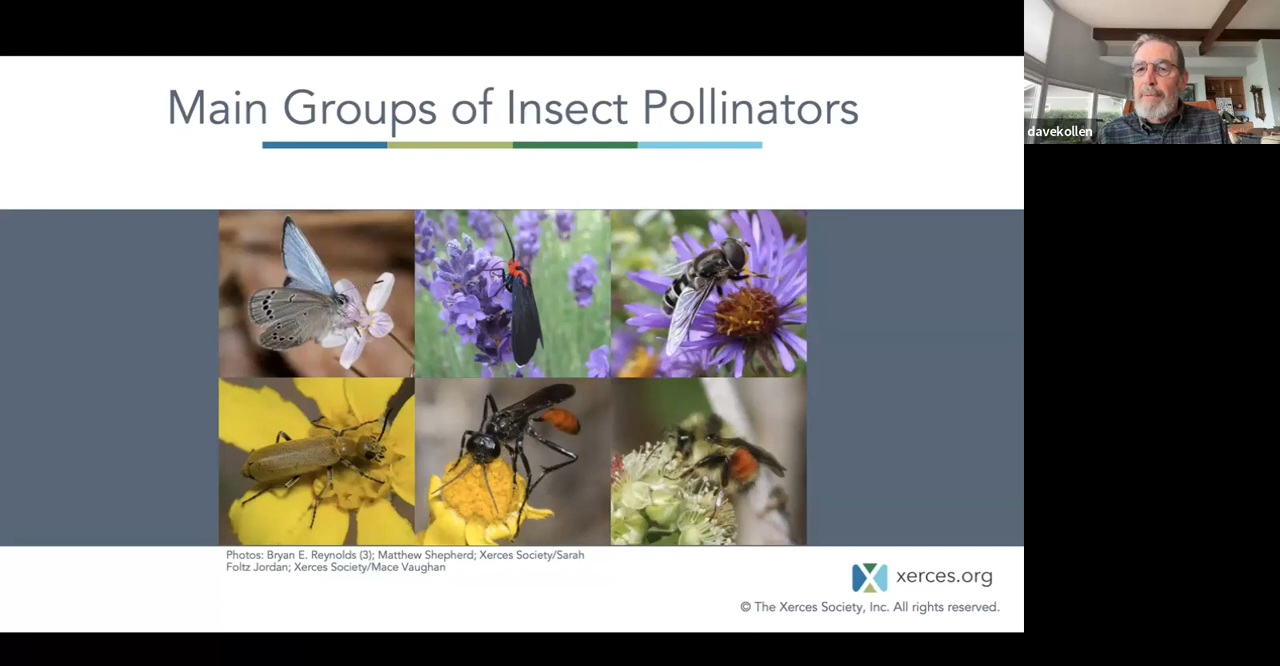 Main Groups of Insect Pollinators
davekollen
Photos: Bryan E. Reynolds (3); Matthew Shepherd; Xerces Society/Sarah
Foltz Jordan; Xerces Society/Mace Vaughan
xerces.org
© The Xerces Society, Inc. All rights reserved.